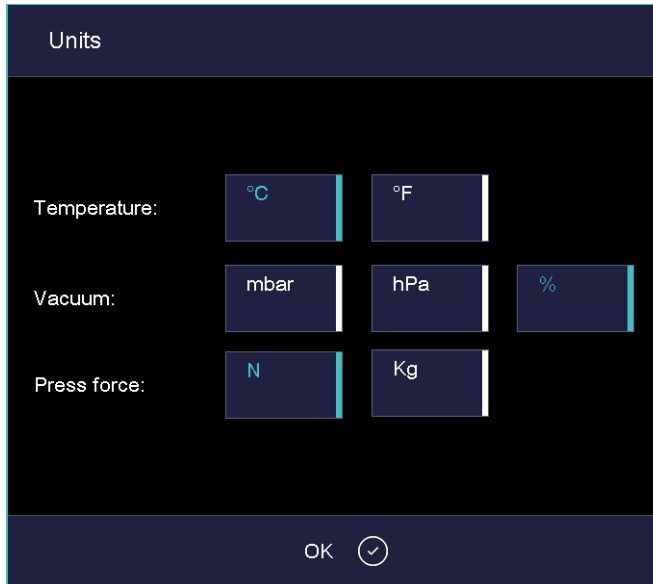 Units
Temperature: °C °F
Vacuum: mbar hPa %
Press force: N Kg
OK